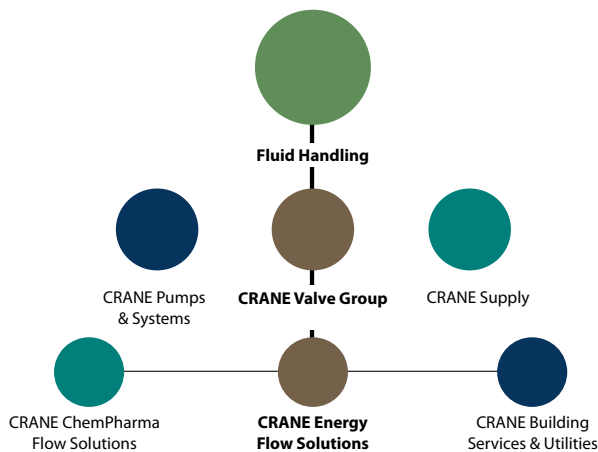 Fluid Handling
CRANE Pumps
& Systems
CRANE Valve Group
CRANE Supply
CRANE ChemPharma
Flow Solutions
CRANE Energy
Flow Solutions
CRANE Building
Services & Utilities